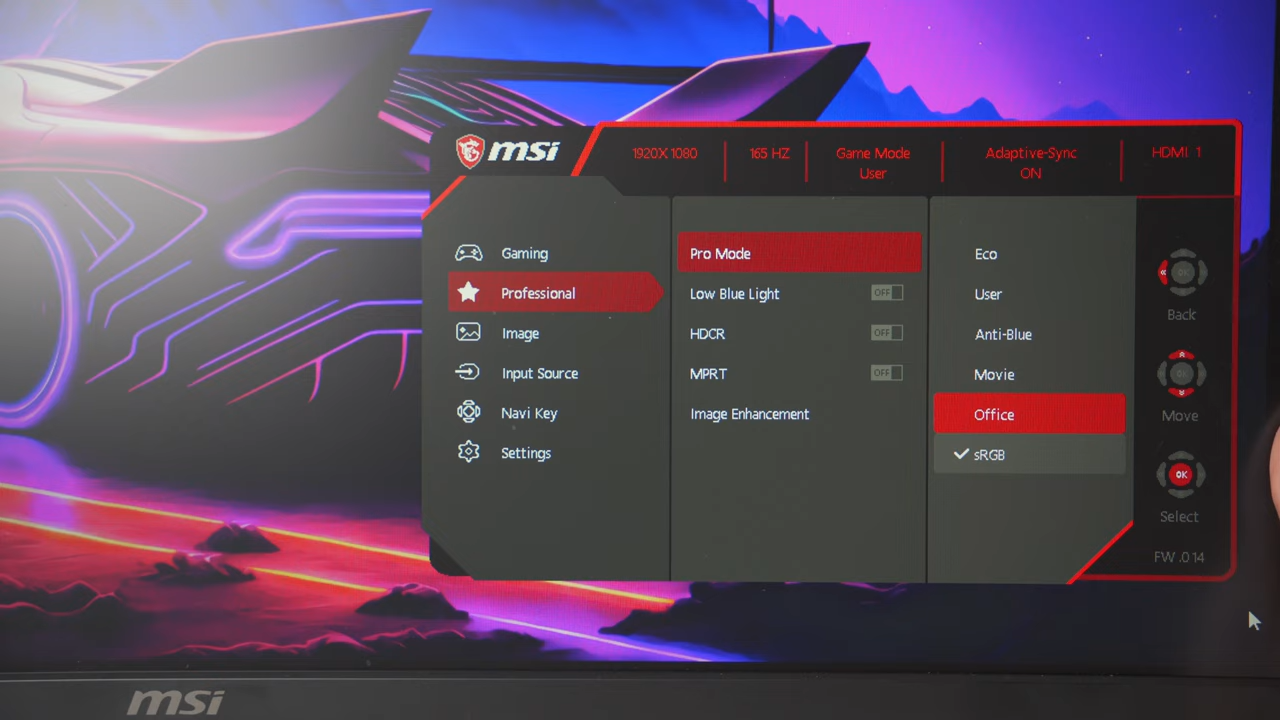 msi
1920X1080
165 HZ
Game Mode
User
Adaptive-Sync
ON
HDMI 1
Gaming
Professional
Image
Input Source
Navi Key
Settings
Pro Mode
Low Blue Light OFF
HDCR OFF
MPRT OFF
Image Enhancement
Eco
User
Anti-Blue
Movie
Office
sRGB
OK
Back
OK
Move
OK
Select
FW .014
msi